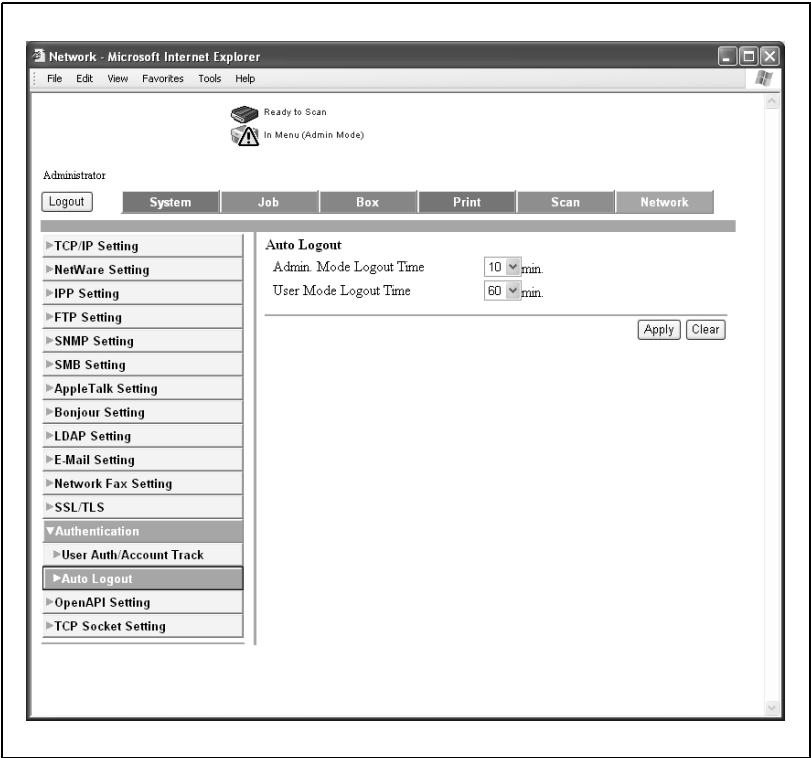 Network - Microsoft Internet Explorer
File Edit View Favorites Tools Help
Ready to Scan
In Menu (Admin Mode)
Administrator
Logout System Job Box Print Scan Network
TCP/IP Setting
NetWare Setting
IPP Setting
FTP Setting
SNMP Setting
SMB Setting
AppleTalk Setting
Bonjour Setting
LDAP Setting
E-Mail Setting
Network Fax Setting
SSL/TLS
Authentication
User Auth/Account Track
Auto Logout
OpenAPI Setting
TCP Socket Setting
Auto Logout
Admin. Mode Logout Time 10 min.
User Mode Logout Time 60 min.
Apply Clear